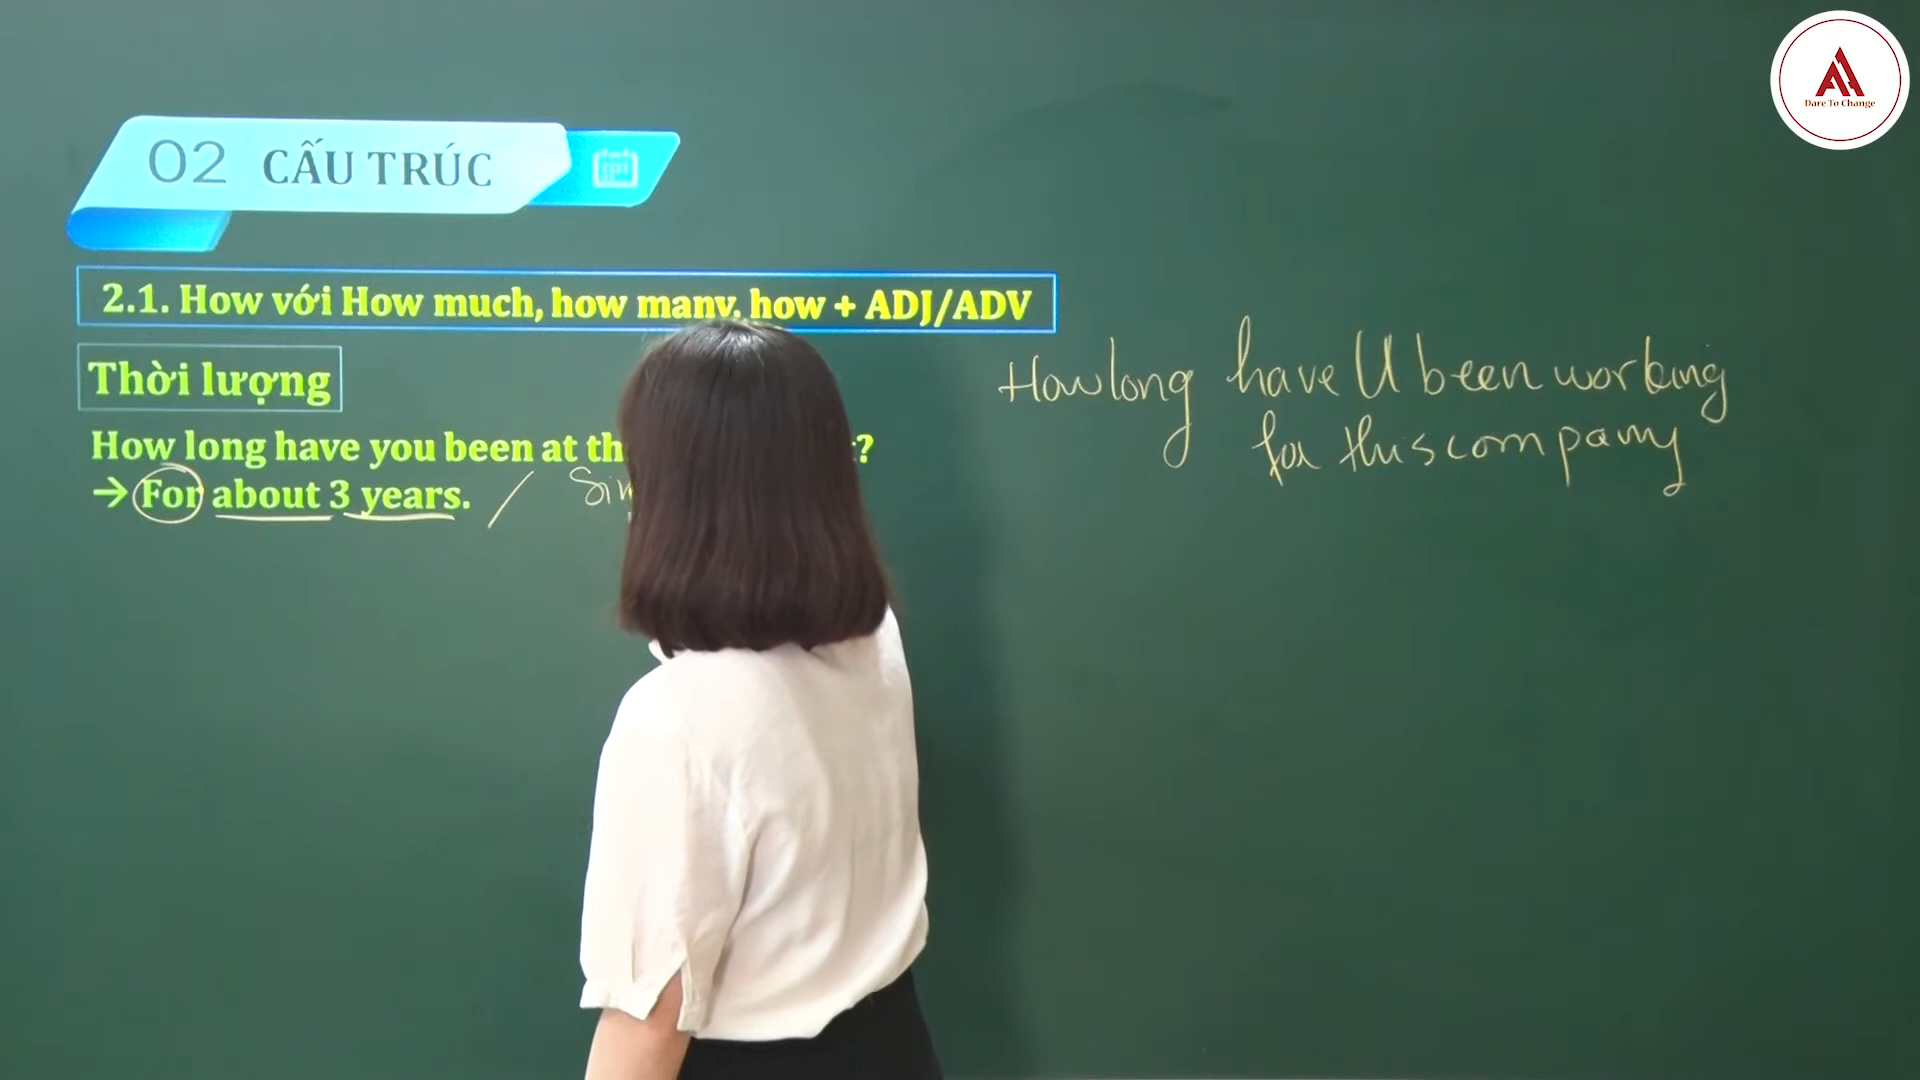 Dare To Change
02 CẤU TRÚC
2.1. How với How much, how many, how + ADJ/ADV
Thời lượng
How long have you been at ?
→ For about 3 years. /
How long have U been working
for this company